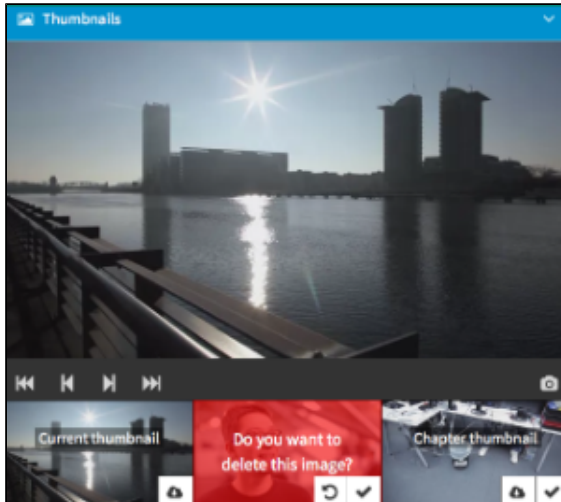 Thumbnails
Current thumbnail
Do you want to
delete this image?
Chapter thumbnail